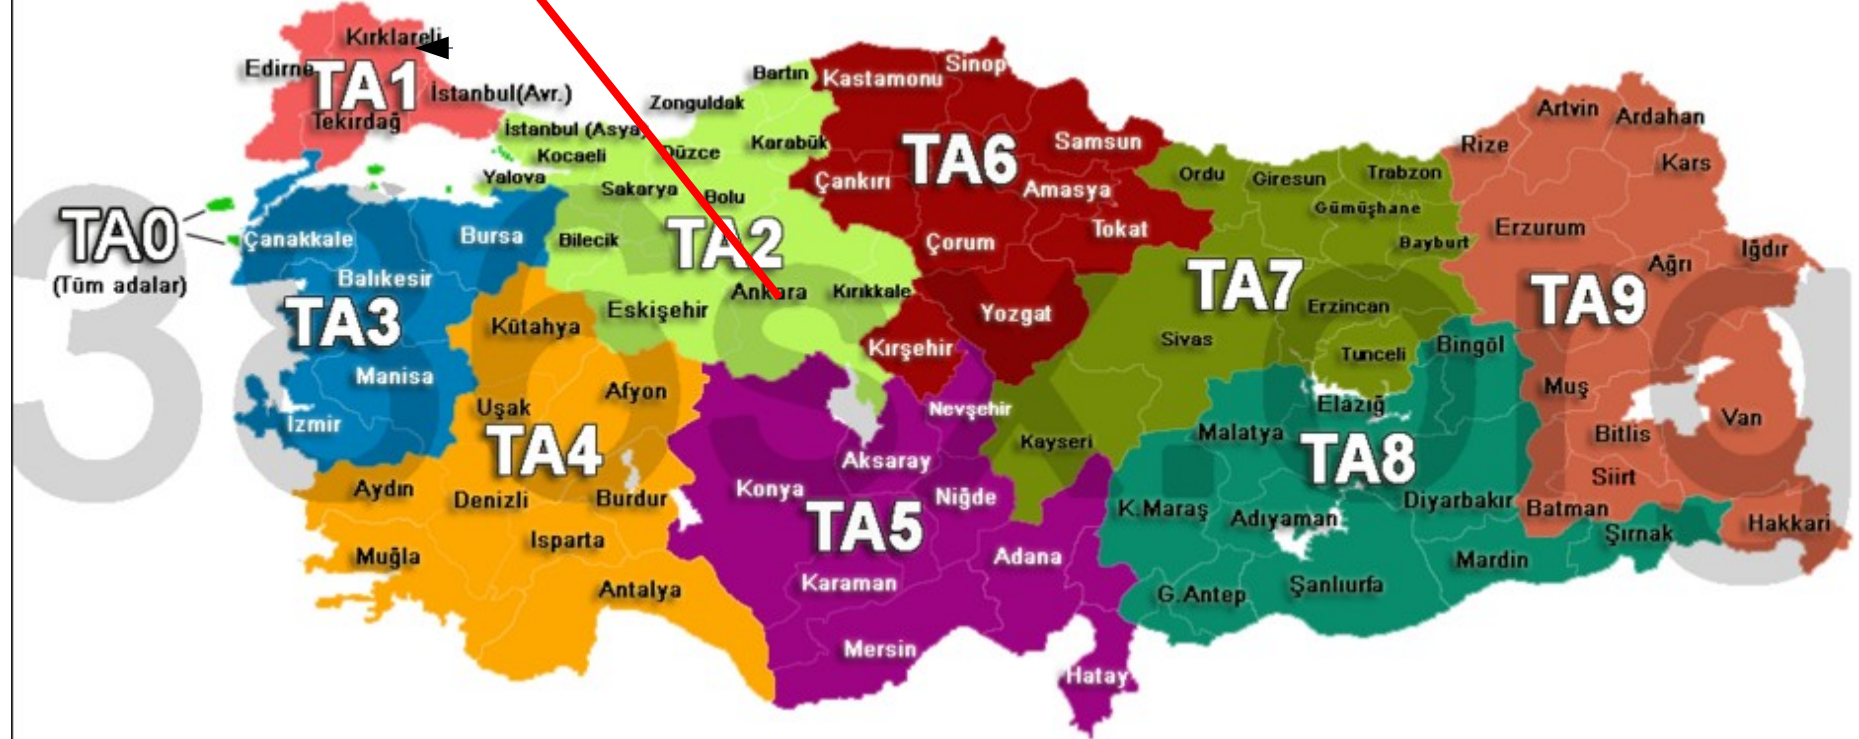 Kırklareli
Edirne
TA1
İstanbul(Avr.)
Tekirdağ
TA0
(Tüm adalar)
Bartın
Zonguldak
İstanbul (Asya)
Karabük
Kocaeli
Düzce
Yalova
Sakarya
Bolu
TA2
Bilecik
Ankara
Kırıkkale
Eskişehir
Çanakkale
Bursa
Balıkesir
TA3
Manisa
İzmir
Kütahya
Afyon
Uşak
TA4
Aydın
Denizli
Burdur
Isparta
Muğla
Antalya
Nevşehir
Aksaray
Konya
Niğde
TA5
Adana
Karaman
Mersin
Hatay
Kastamonu
Sinop
TA6
Samsun
Çankırı
Amasya
Tokat
Çorum
Yozgat
Kırşehir
Ordu
Giresun
Trabzon
Gümüşhane
Bayburt
TA7
Erzincan
Sivas
Tunceli
Kayseri
Bingöl
Elazığ
Malatya
TA8
K.Maraş
Adıyaman
Diyarbakır
Şırnak
Mardin
G.Antep
Şanlıurfa
Artvin
Ardahan
Rize
Kars
Erzurum
Iğdır
Ağrı
TA9
Muş
Van
Bitlis
Siirt
Batman
Hakkari